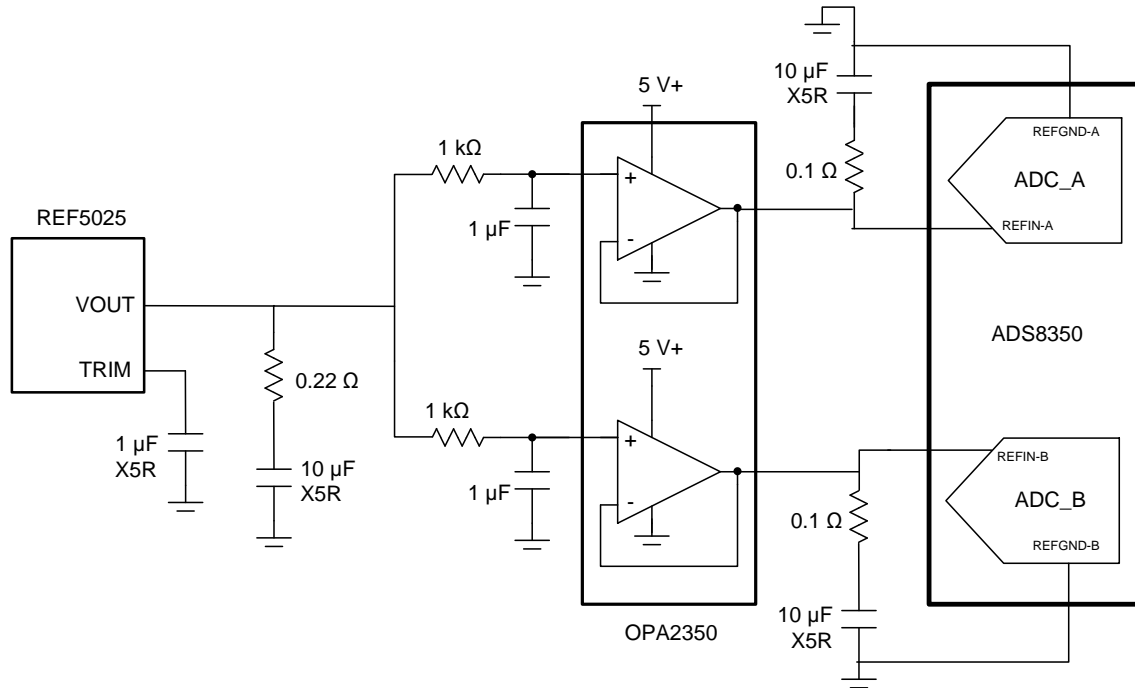 REF5025
VOUT
TRIM
1 µF
X5R
0.22 Ω
10 µF
X5R
1 kΩ
1 µF
5 V+
+
-
1 kΩ
1 µF
5 V+
+
-
OPA2350
10 µF
X5R
0.1 Ω
0.1 Ω
10 µF
X5R
REFGND-A
ADC_A
REFIN-A
ADS8350
REFIN-B
ADC_B
REFGND-B